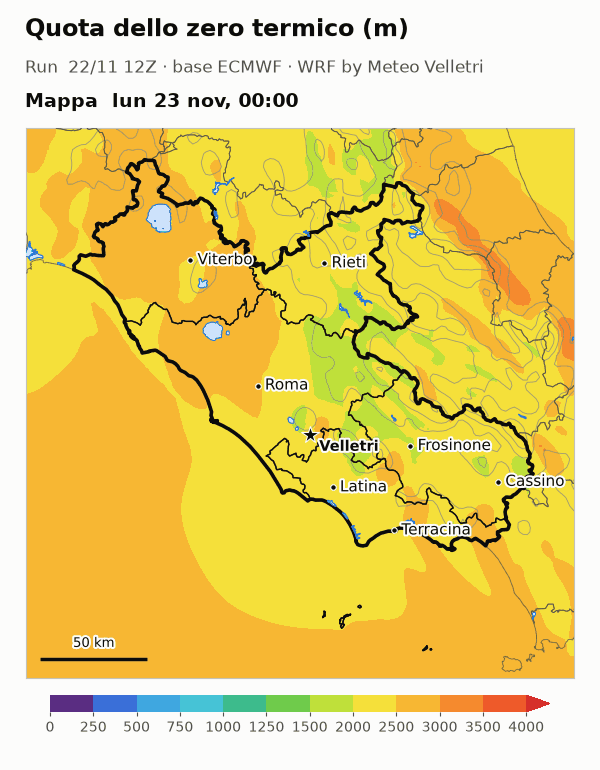 Quota dello zero termico (m)
Run  22/11 12Z · base ECMWF · WRF by Meteo Velletri
Mappa  lun 23 nov, 00:00
Viterbo
Rieti
Roma
Velletri
Frosinone
Latina
Cassino
Terracina
50 km
0 250 500 750 1000 1250 1500 2000 2500 3000 3500 4000